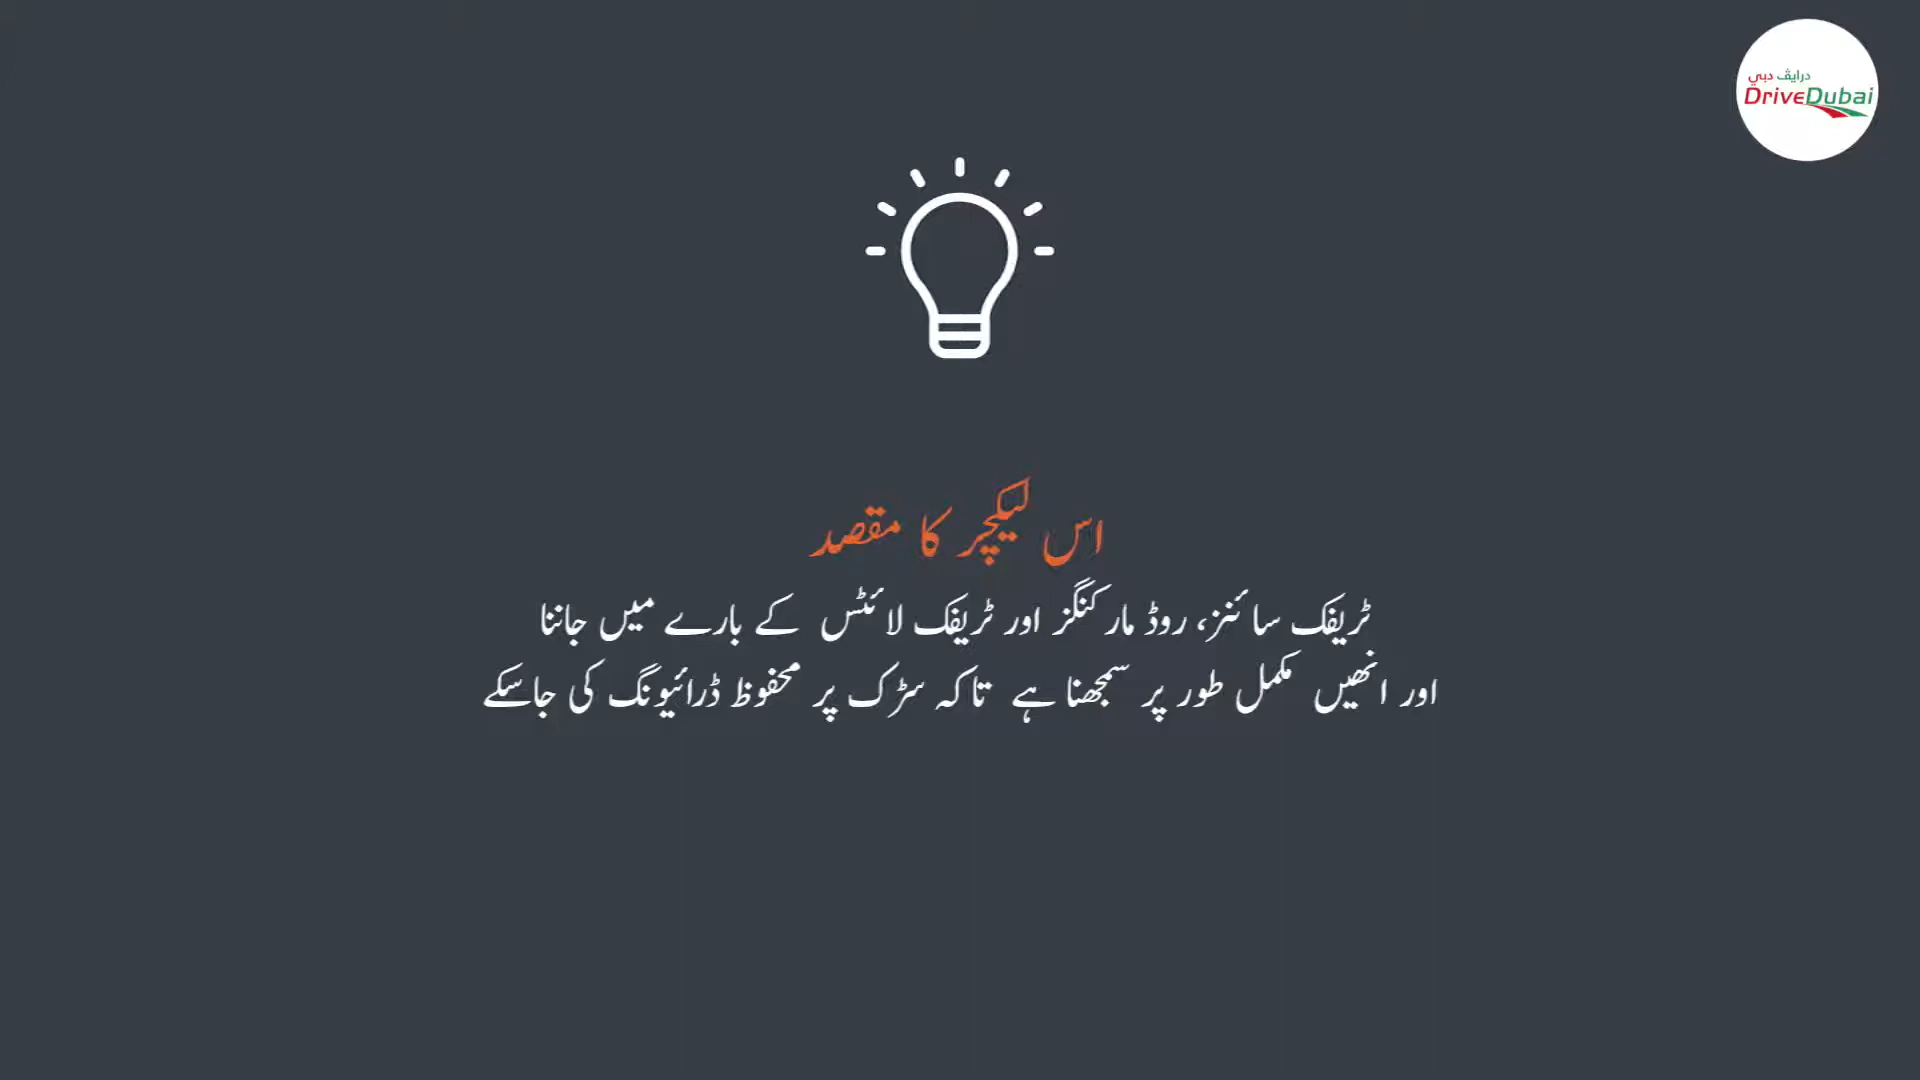 درايڤ دبي
DriveDubai
اس لیکچر کا مقصد
ٹریفک سائنز، روڈ مارکنگز اور ٹریفک لائٹس کے بارے میں جاننا
اور انھیں مکمل طور پر سمجھنا ہے تاکہ سڑک پر محفوظ ڈرائیونگ کی جاسکے